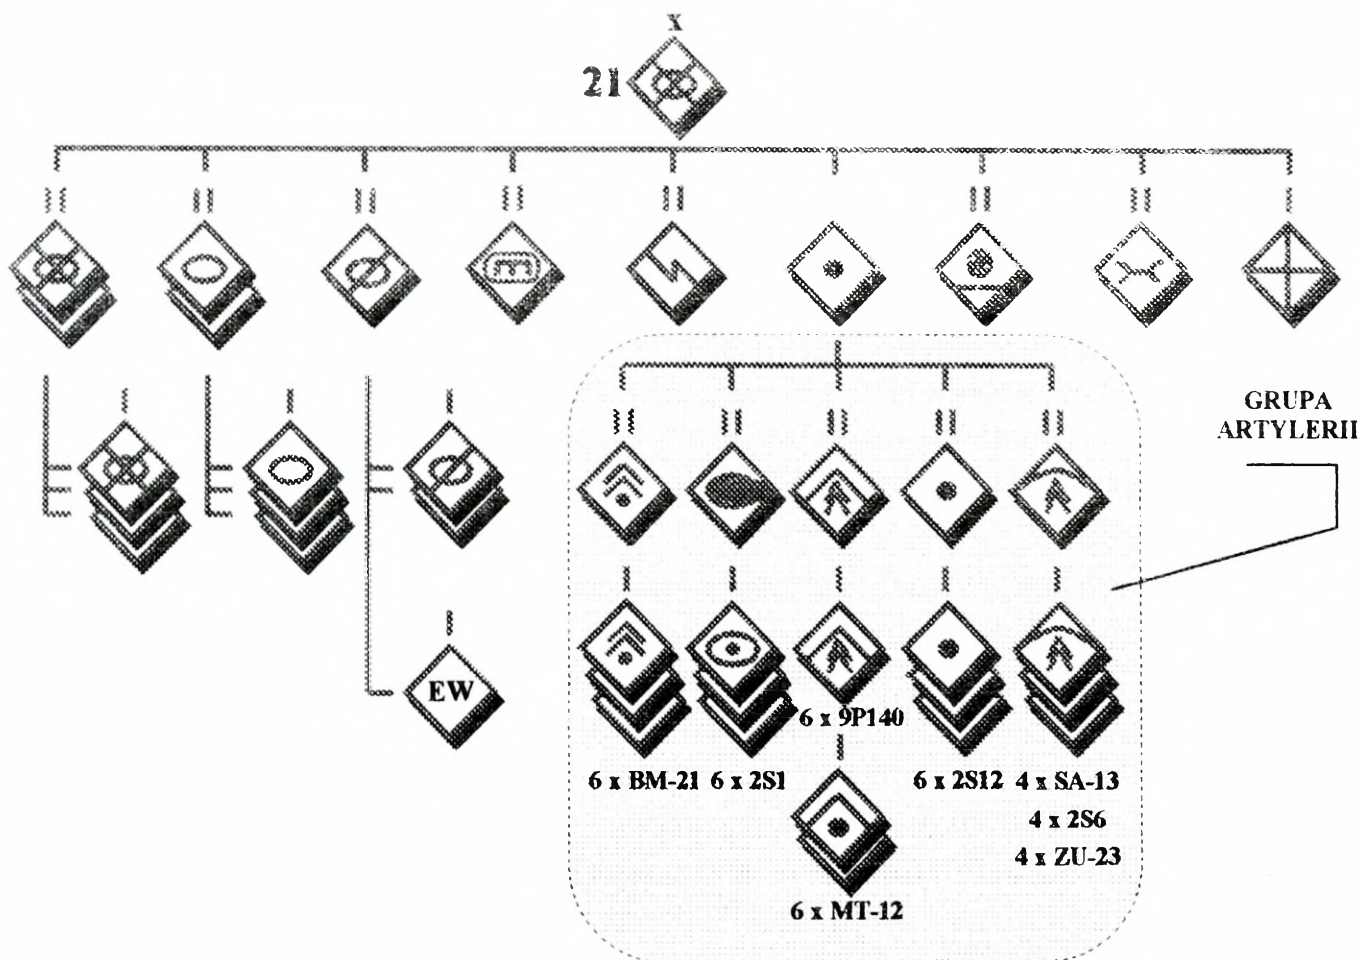 X
21
GRUPA
ARTYLERII
EW
6 x 9P140
6 x BM-21
6 x 2S1
6 x 2S12
4 x SA-13
4 x 2S6
4 x ZU-23
6 x MT-12